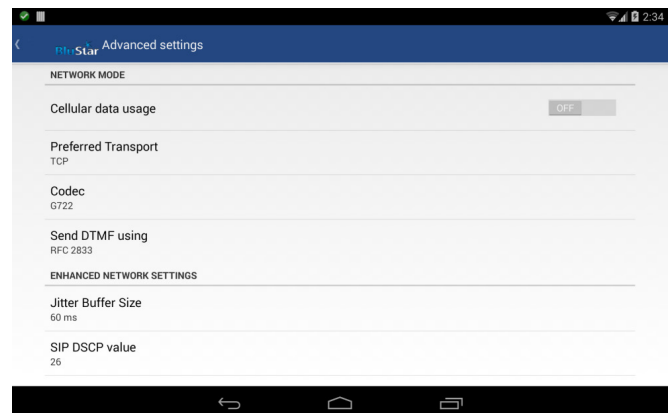 2:34
BluStar Advanced settings
NETWORK MODE
Cellular data usage
OFF
Preferred Transport
TCP
Codec
G722
Send DTMF using
RFC 2833
ENHANCED NETWORK SETTINGS
Jitter Buffer Size
60 ms
SIP DSCP value
26